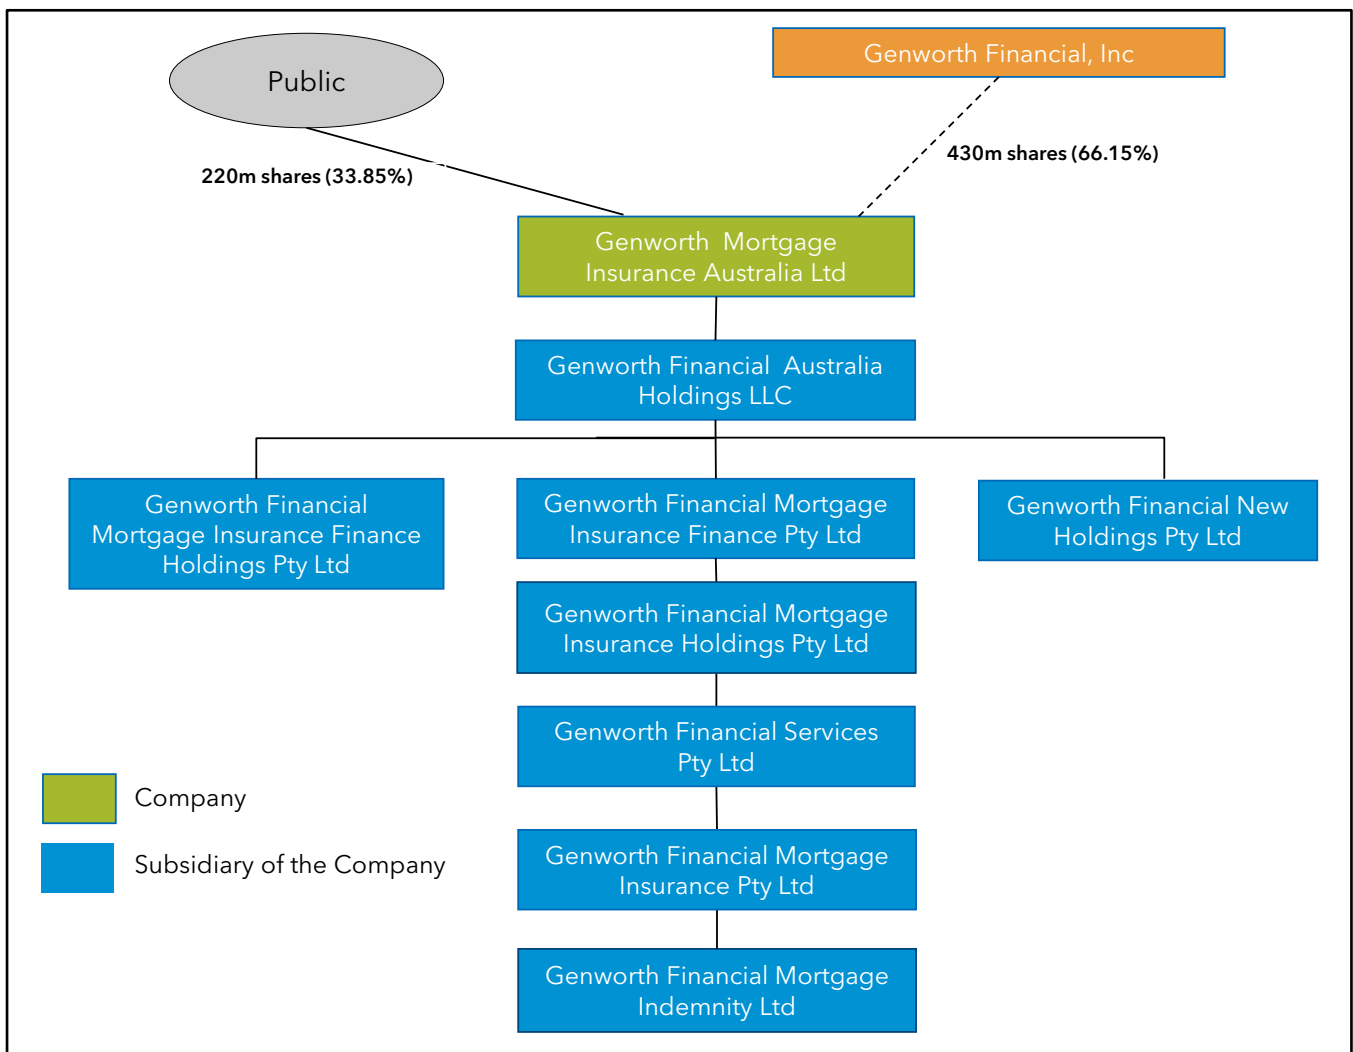 Public
Genworth Financial, Inc
220m shares (33.85%)
430m shares (66.15%)
Genworth Mortgage
Insurance Australia Ltd
Genworth Financial Australia
Holdings LLC
Genworth Financial
Mortgage Insurance Finance
Holdings Pty Ltd
Genworth Financial Mortgage
Insurance Finance Pty Ltd
Genworth Financial New
Holdings Pty Ltd
Genworth Financial Mortgage
Insurance Holdings Pty Ltd
Genworth Financial Services
Pty Ltd
Company
Subsidiary of the Company
Genworth Financial Mortgage
Insurance Pty Ltd
Genworth Financial Mortgage
Indemnity Ltd